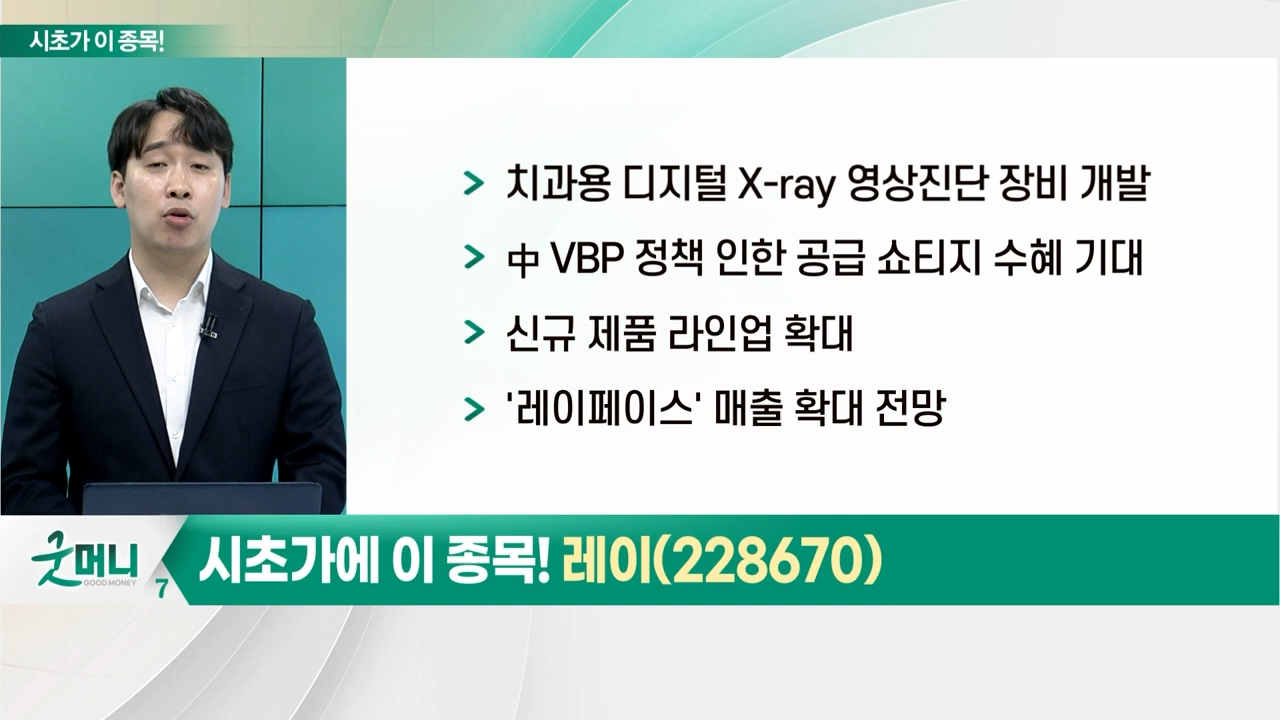 시초가 이 종목!
> 치과용 디지털 X-ray 영상진단 장비 개발
> 中 VBP 정책 인한 공급 쇼티지 수혜 기대
> 신규 제품 라인업 확대
> '레이페이스' 매출 확대 전망
굿머니
GOOD MONEY
7
시초가에 이 종목! 레이(228670)